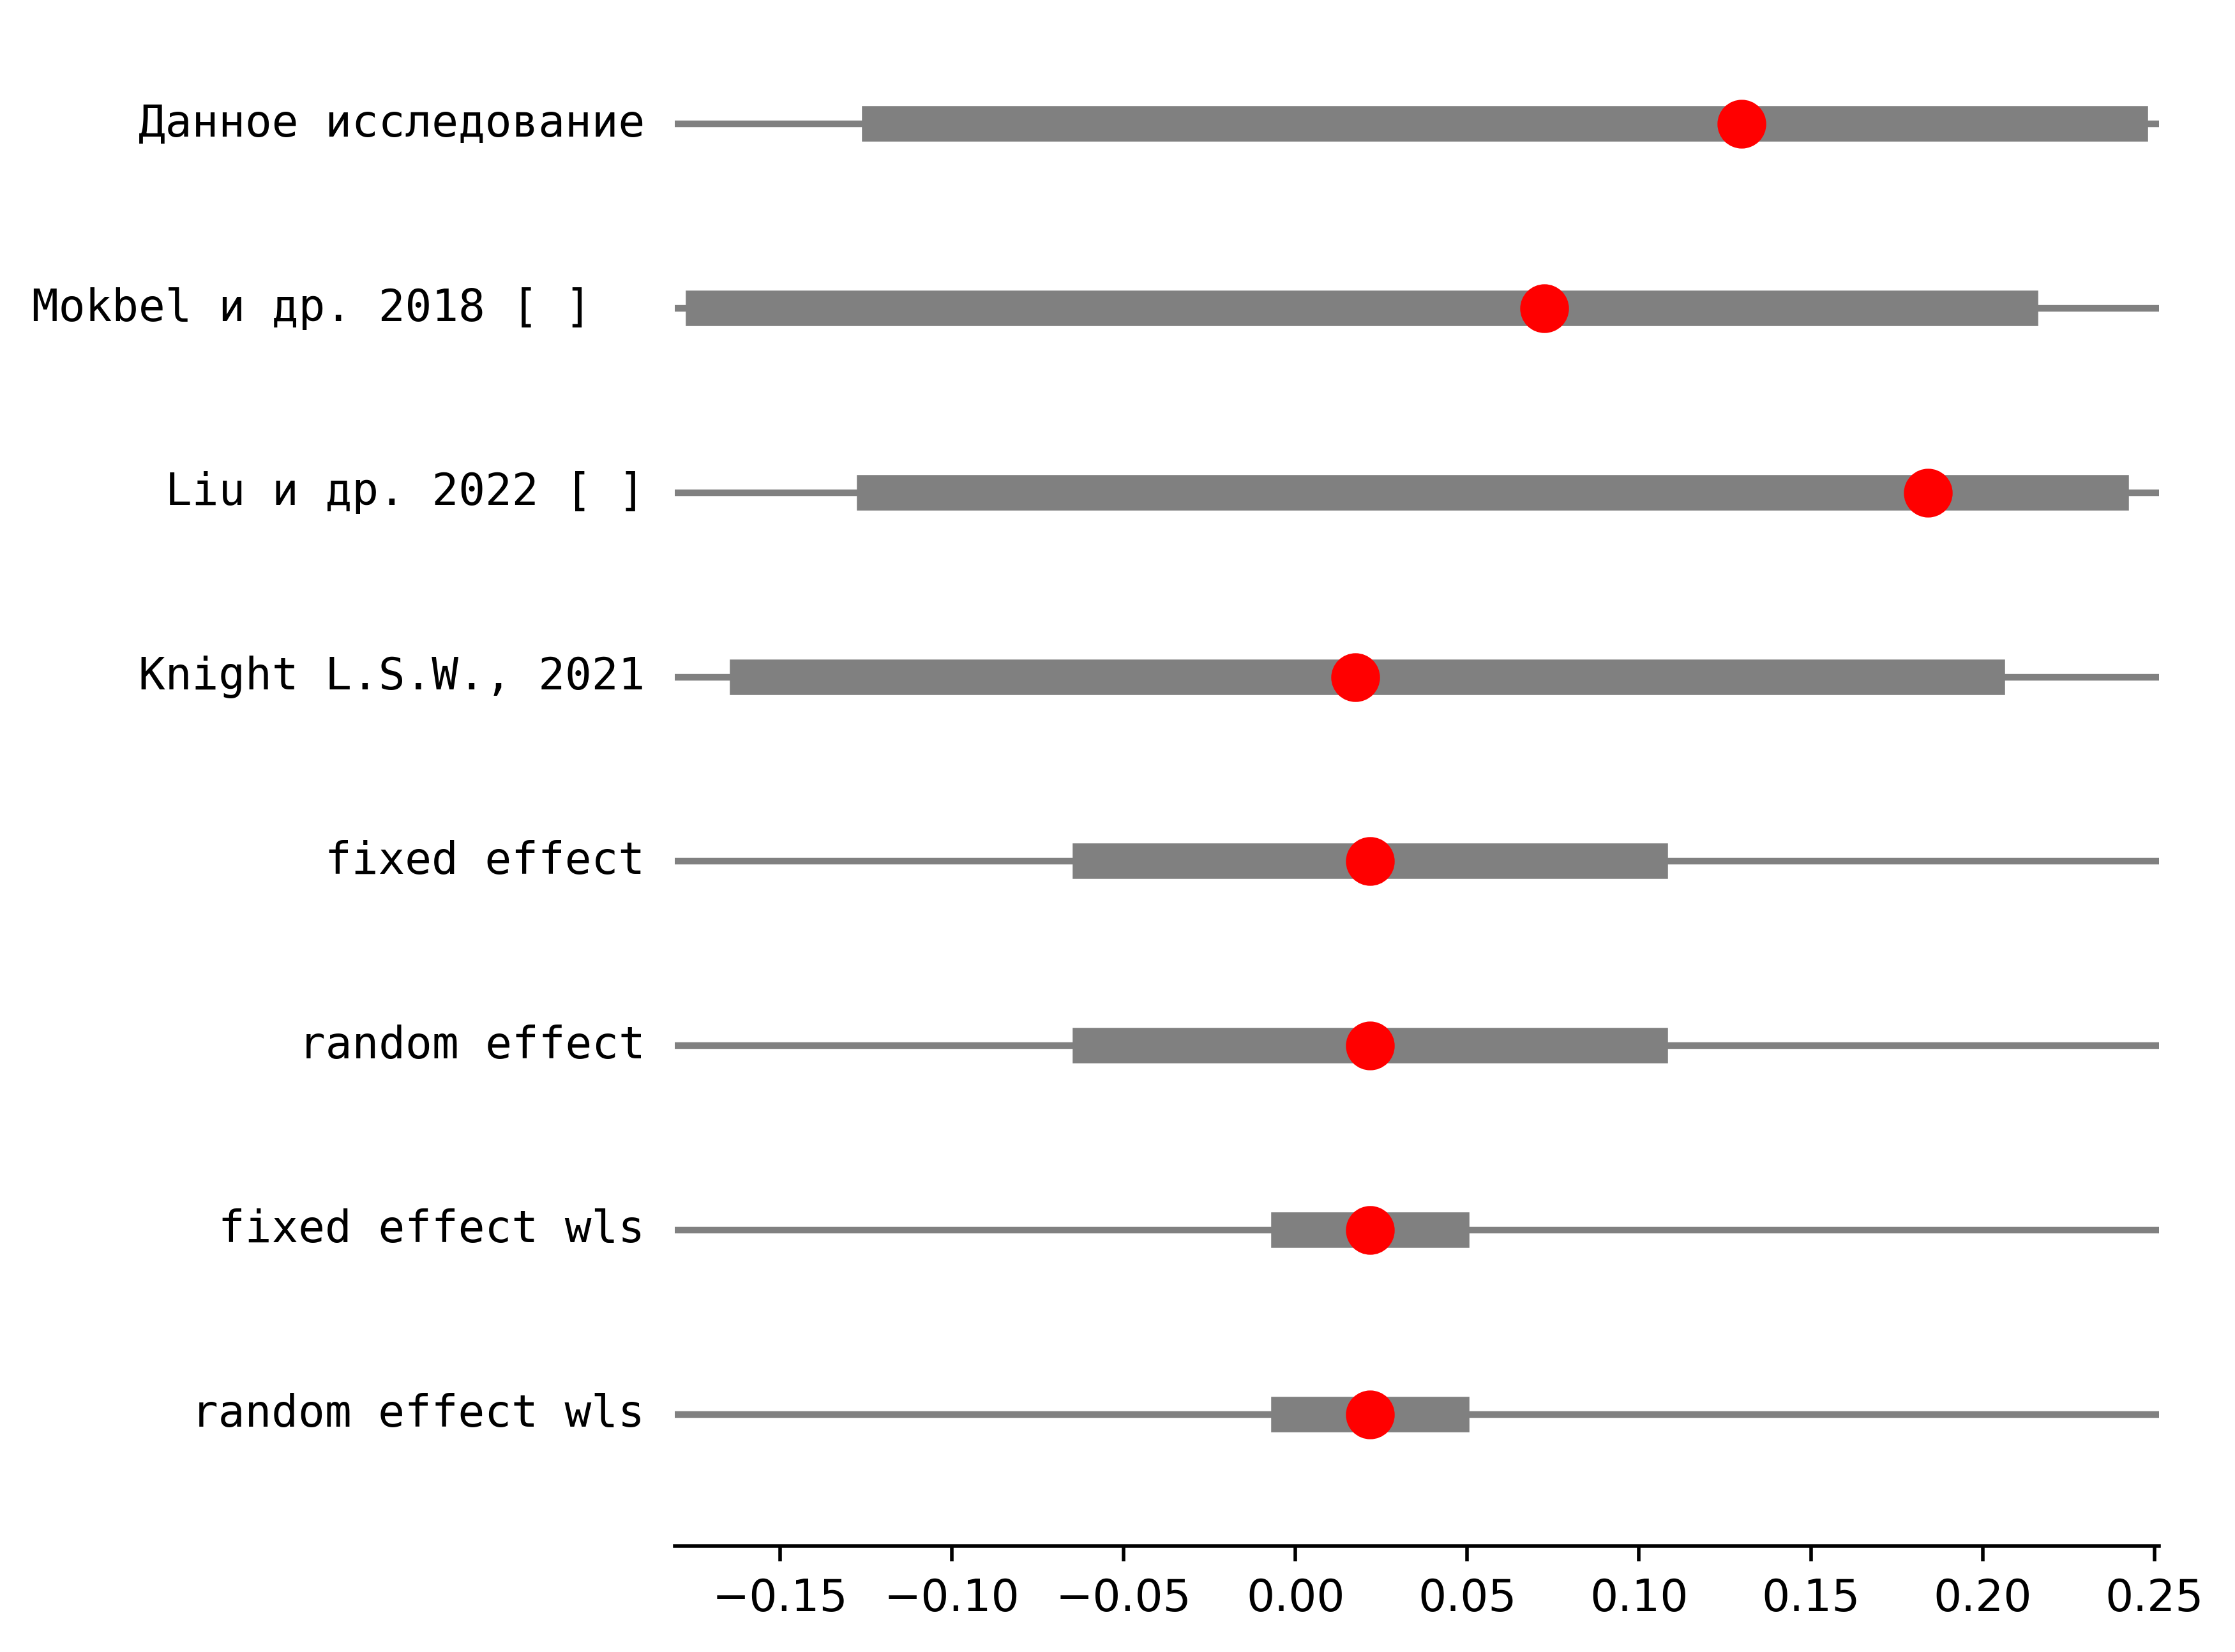 Данное исследование
Mokbel и др. 2018 [ ]
Liu и др. 2022 [ ]
Knight L.S.W., 2021
fixed effect
random effect
fixed effect wls
random effect wls
−0.15 −0.10 −0.05 0.00 0.05 0.10 0.15 0.20 0.25